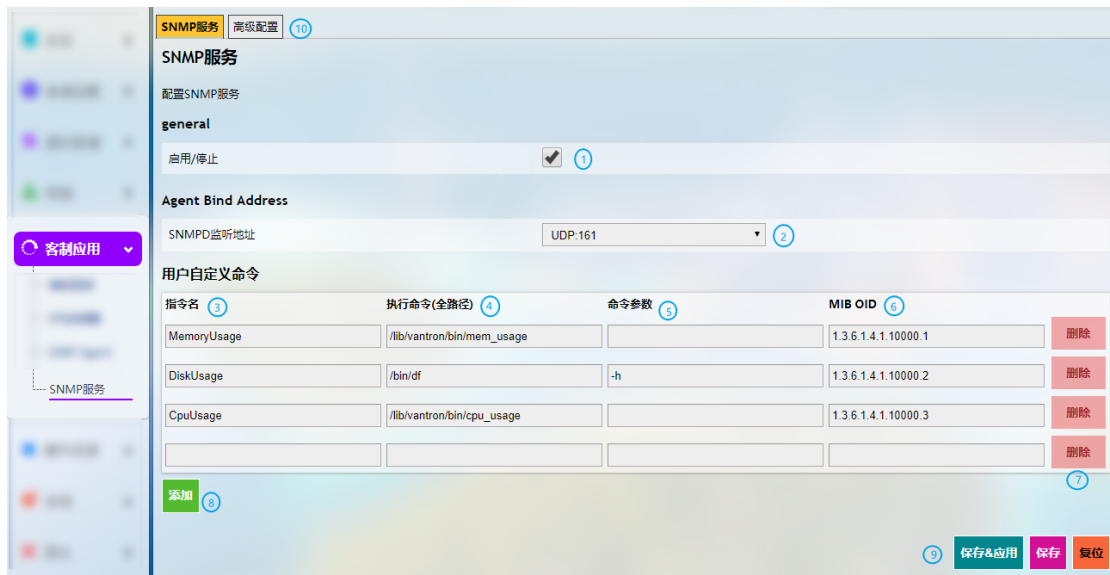 SNMP服务 高级配置 10
SNMP服务
配置SNMP服务
general
启用/停止 1
Agent Bind Address
SNMPD监听地址 UDP:161 2
客制应用
用户自定义命令
指令名 3 执行命令(全路径) 4 命令参数 5 MIB OID 6
MemoryUsage /lib/vantron/bin/mem_usage 1.3.6.1.4.1.10000.1 删除
DiskUsage /bin/df -h 1.3.6.1.4.1.10000.2 删除
SNMP服务
CpuUsage /lib/vantron/bin/cpu_usage 1.3.6.1.4.1.10000.3 删除
删除
7
添加 8
9 保存&应用 保存 复位